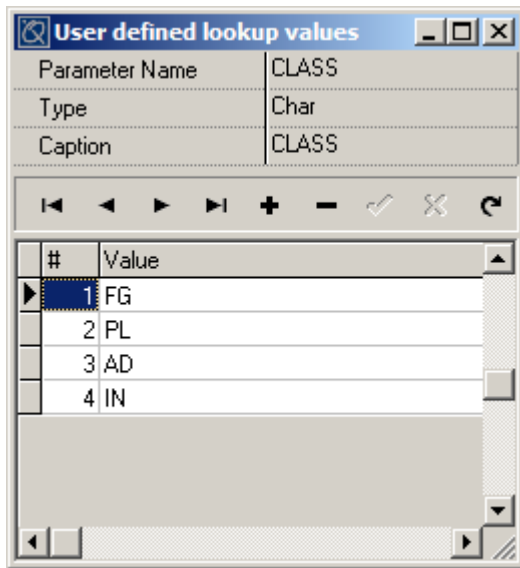 User defined lookup values
Parameter Name CLASS
Type Char
Caption CLASS
# Value
1 FG
2 PL
3 AD
4 IN